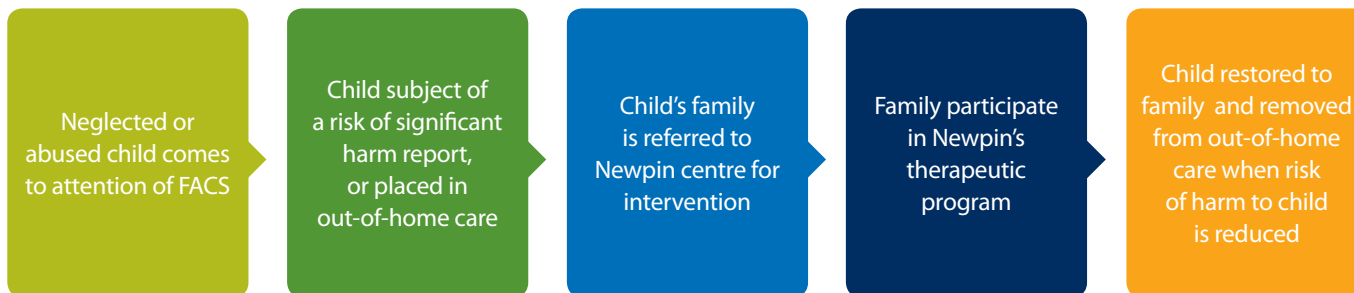 Neglected or
abused child comes
to attention of FACS
Child subject of
a risk of significant
harm report,
or placed in
out-of-home care
Child’s family
is referred to
Newpin centre for
intervention
Family participate
in Newpin’s
therapeutic
program
Child restored to
family and removed
from out-of-home
care when risk
of harm to child
is reduced